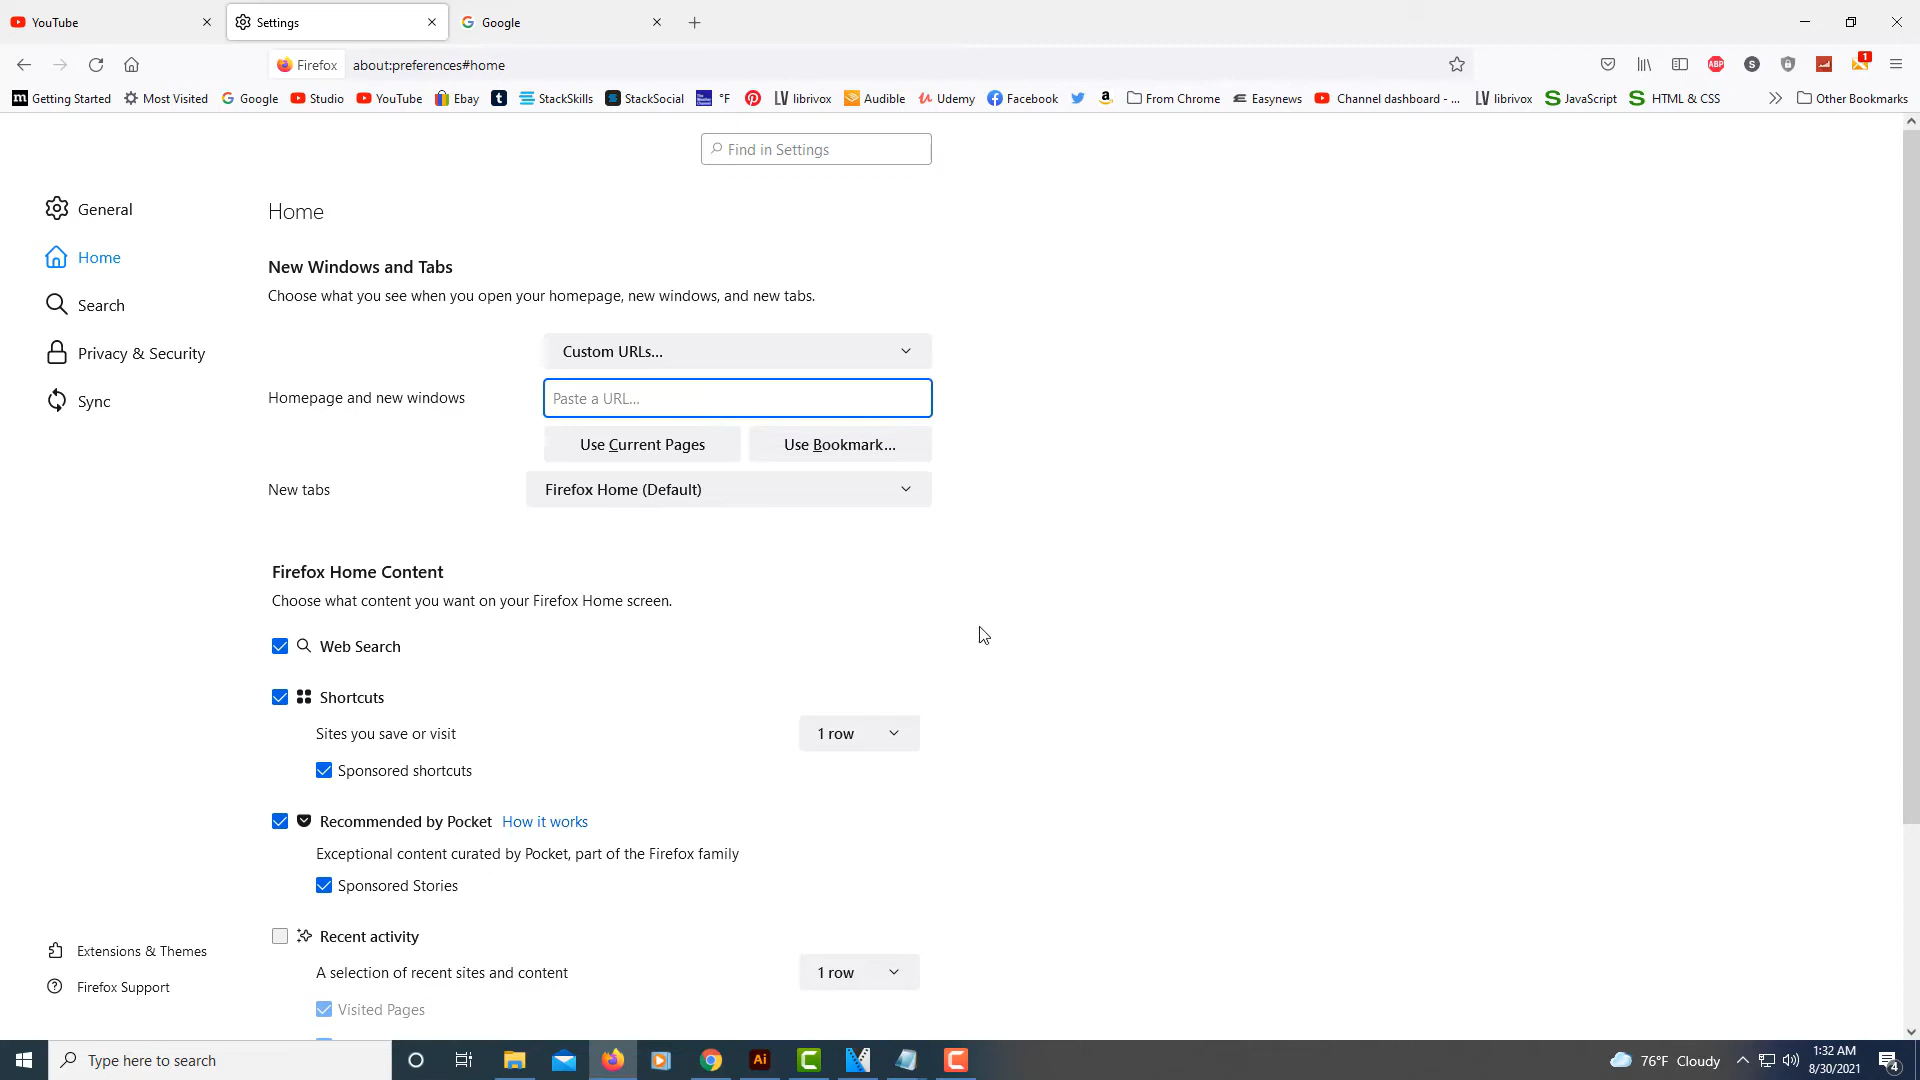 YouTube
Settings
Google
Firefox
about:preferences#home
ABP
S
1
m Getting Started
Most Visited
Google
Studio
YouTube
Ebay
t
StackSkills
StackSocial
°F
LV librivox
Audible
Udemy
Facebook
a
From Chrome
Easynews
Channel dashboard - ...
LV librivox
S JavaScript
S HTML & CSS
Other Bookmarks
Find in Settings
General
Home
Search
Privacy & Security
Sync
Home
New Windows and Tabs
Choose what you see when you open your homepage, new windows, and new tabs.
Custom URLs...
Homepage and new windows
Paste a URL...
Use Current Pages
Use Bookmark...
New tabs
Firefox Home (Default)
Firefox Home Content
Choose what content you want on your Firefox Home screen.
Web Search
Shortcuts
Sites you save or visit
1 row
Sponsored shortcuts
Recommended by Pocket How it works
Exceptional content curated by Pocket, part of the Firefox family
Sponsored Stories
Recent activity
A selection of recent sites and content
1 row
Visited Pages
Extensions & Themes
Firefox Support
Type here to search
Ai
C
C
76°F Cloudy
1:32 AM
8/30/2021
4